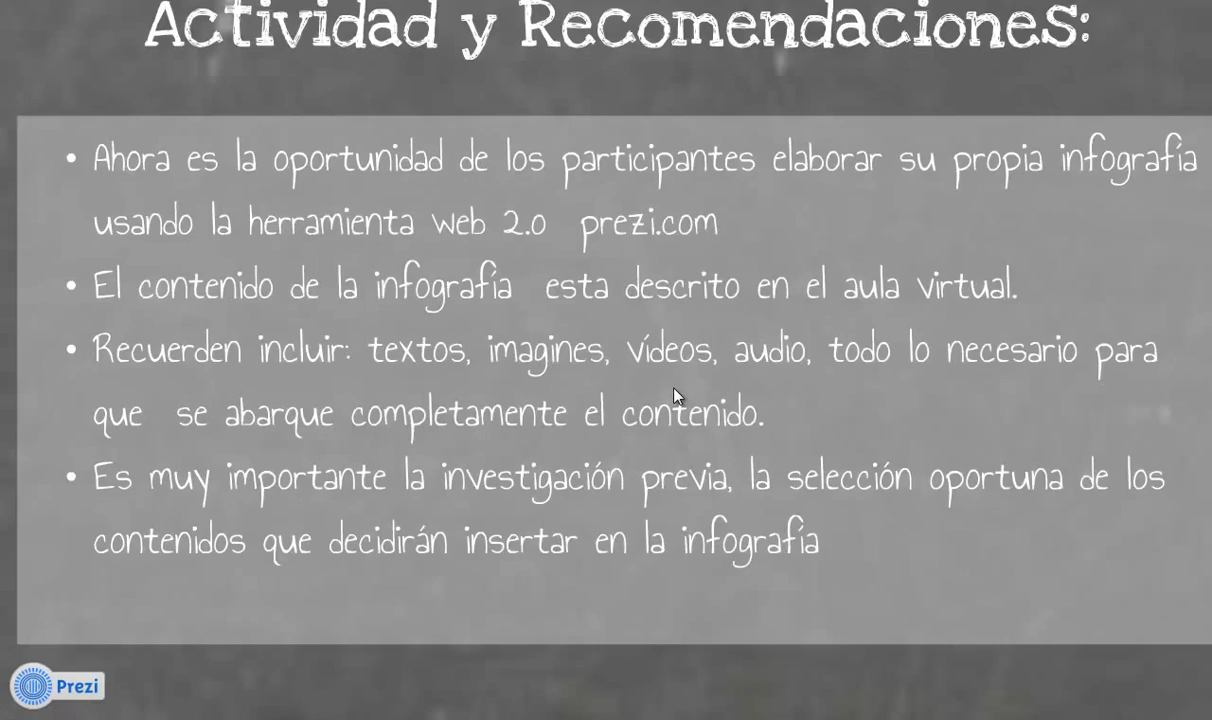 Actividad y Recomendaciones:
• Ahora es la oportunidad de los participantes elaborar su propia infografía
usando la herramienta web 2.0 prezi.com
• El contenido de la infografía esta descrito en el aula virtual.
• Recuerden incluir: textos, imagines, vídeos, audio, todo lo necesario para
que se abarque completamente el contenido.
• Es muy importante la investigación previa, la selección oportuna de los
contenidos que decidirán insertar en la infografía
Prezi